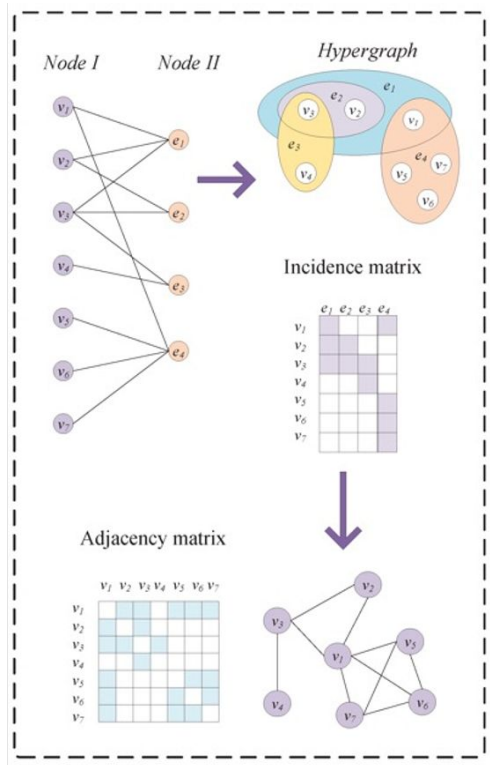 Node I Node II
v1
v2
v3
v4
v5
v6
v7
e1
e2
e3
e4
Hypergraph
e1
e2
v3 v2 v1
e3 e4 v7
v4 v5
v6
Incidence matrix
e1 e2 e3 e4
v1
v2
v3
v4
v5
v6
v7
Adjacency matrix
v1 v2 v3 v4 v5 v6 v7
v1
v2
v3
v4
v5
v6
v7
v2
v3
v5
v1
v4
v6
v7